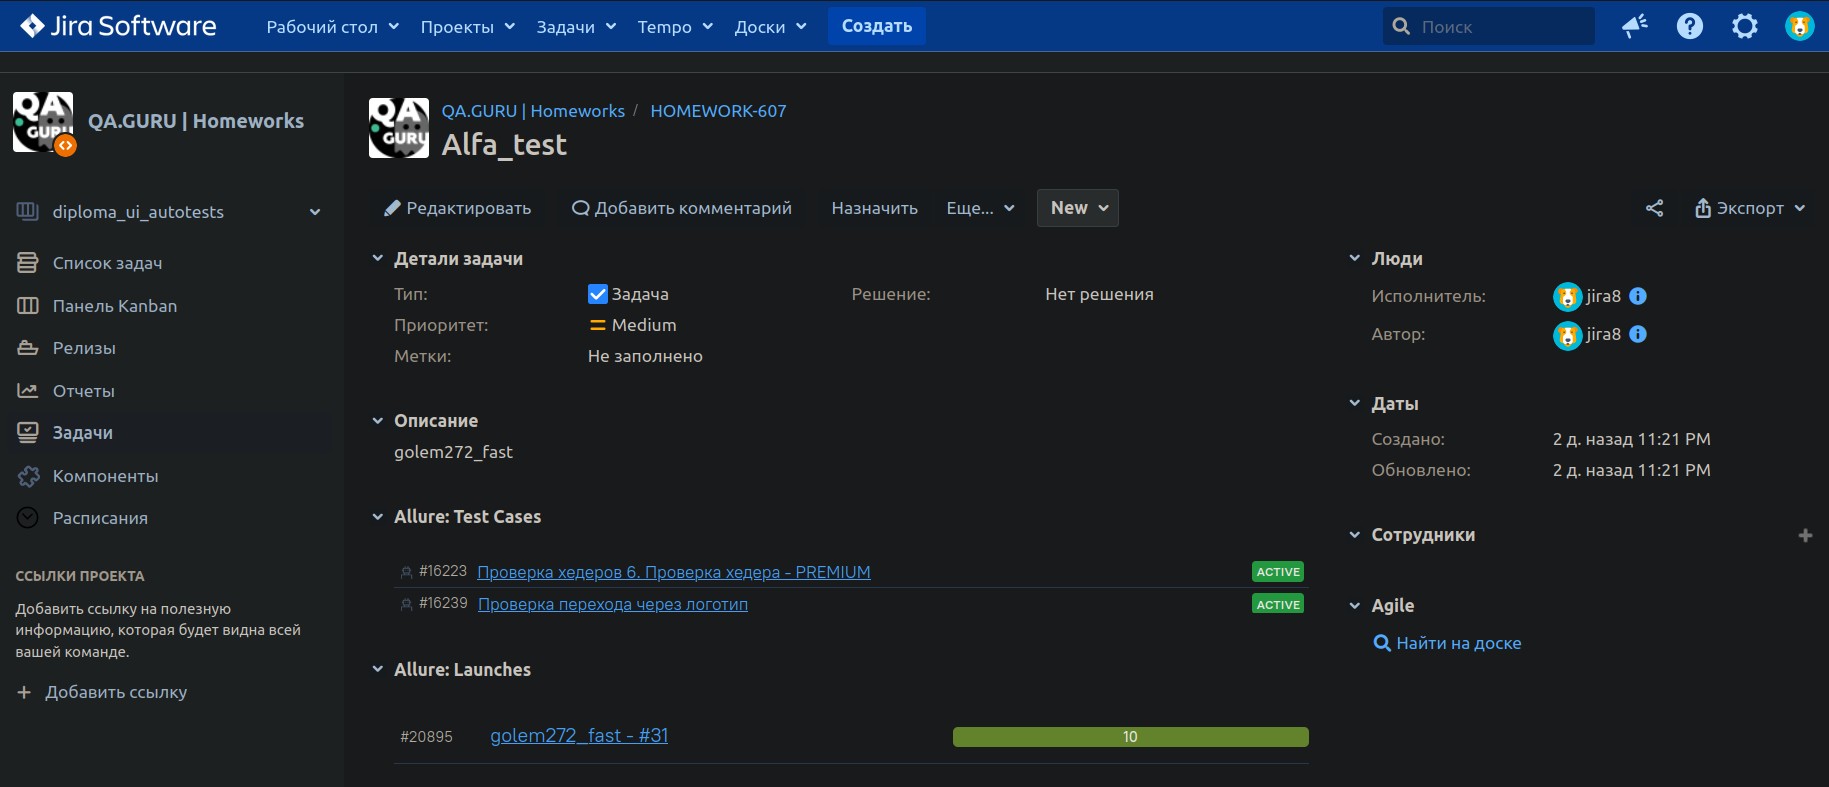 Jira Software
Рабочий стол
Проекты
Задачи
Tempo
Доски
Создать
Поиск
QA GURU
QA.GURU | Homeworks
diploma_ui_autotests
Список задач
Панель Kanban
Релизы
Отчеты
Задачи
Компоненты
Расписания
ССЫЛКИ ПРОЕКТА
Добавить ссылку на полезную
информацию, которая будет видна всей
вашей команде.
+ Добавить ссылку
QA GURU
QA.GURU | Homeworks / HOMEWORK-607
Alfa_test
Редактировать
Добавить комментарий
Назначить
Еще...
New
Экспорт
Детали задачи
Тип: Задача
Решение: Нет решения
Приоритет: Medium
Метки: Не заполнено
Описание
golem272_fast
Allure: Test Cases
#16223 Проверка хедеров 6. Проверка хедера - PREMIUM ACTIVE
#16239 Проверка перехода через логотип ACTIVE
Allure: Launches
#20895 golem272_fast - #31 10
Люди
Исполнитель: jira8
Автор: jira8
Даты
Создано: 2 д. назад 11:21 PM
Обновлено: 2 д. назад 11:21 PM
Сотрудники
Agile
Найти на доске